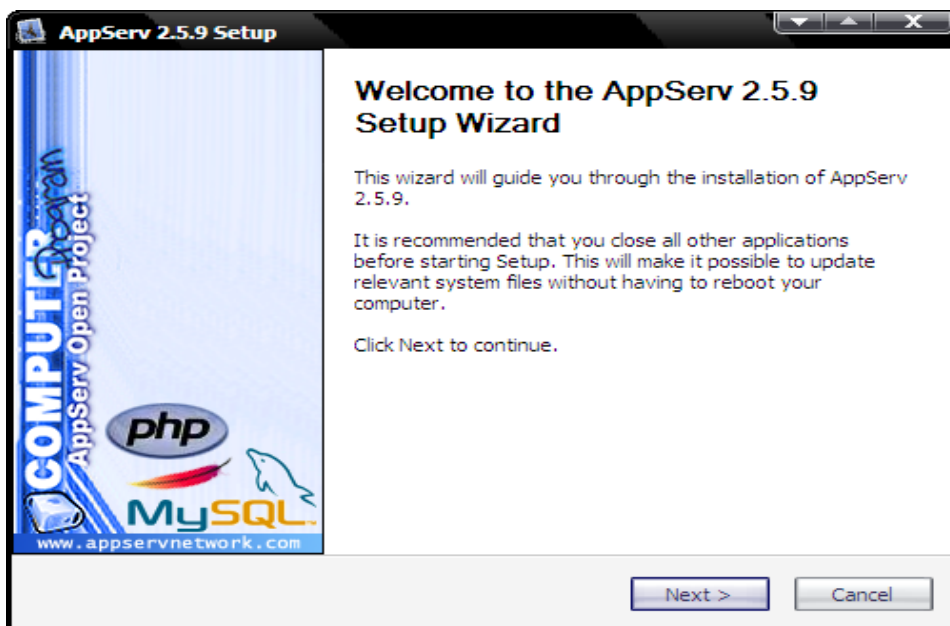 AppServ 2.5.9 Setup
Welcome to the AppServ 2.5.9
Setup Wizard
This wizard will guide you through the installation of AppServ
2.5.9.
It is recommended that you close all other applications
before starting Setup. This will make it possible to update
relevant system files without having to reboot your
computer.
Click Next to continue.
COMPUTER
Program
AppServ Open Project
php
MySQL
www.appservnetwork.com
Next >
Cancel